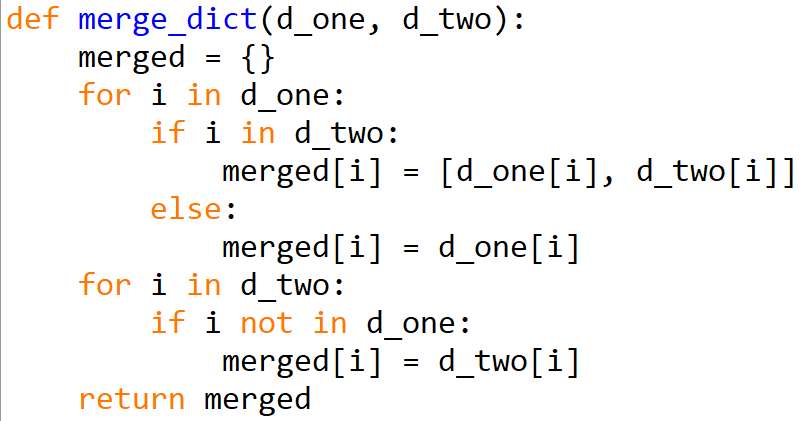 def merge_dict(d_one, d_two):
    merged = {}
    for i in d_one:
        if i in d_two:
            merged[i] = [d_one[i], d_two[i]]
        else:
            merged[i] = d_one[i]
    for i in d_two:
        if i not in d_one:
            merged[i] = d_two[i]
    return merged